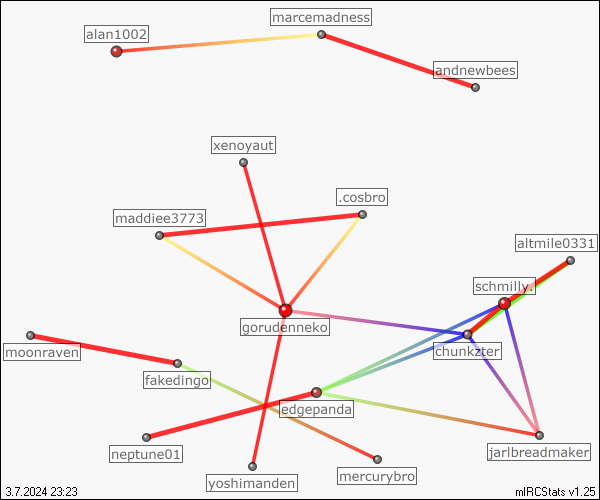 marcemadness
alan1002
andnewbees
xenoyaut
.cosbro
maddiee3773
altmile0331
schmilly.
gorudenneko
chunkzter
moonraven
fakedingo
edgepanda
neptune01
jarlbreadmaker
yoshimanden
mercurybro
3.7.2024 23:23
mIRCStats v1.25